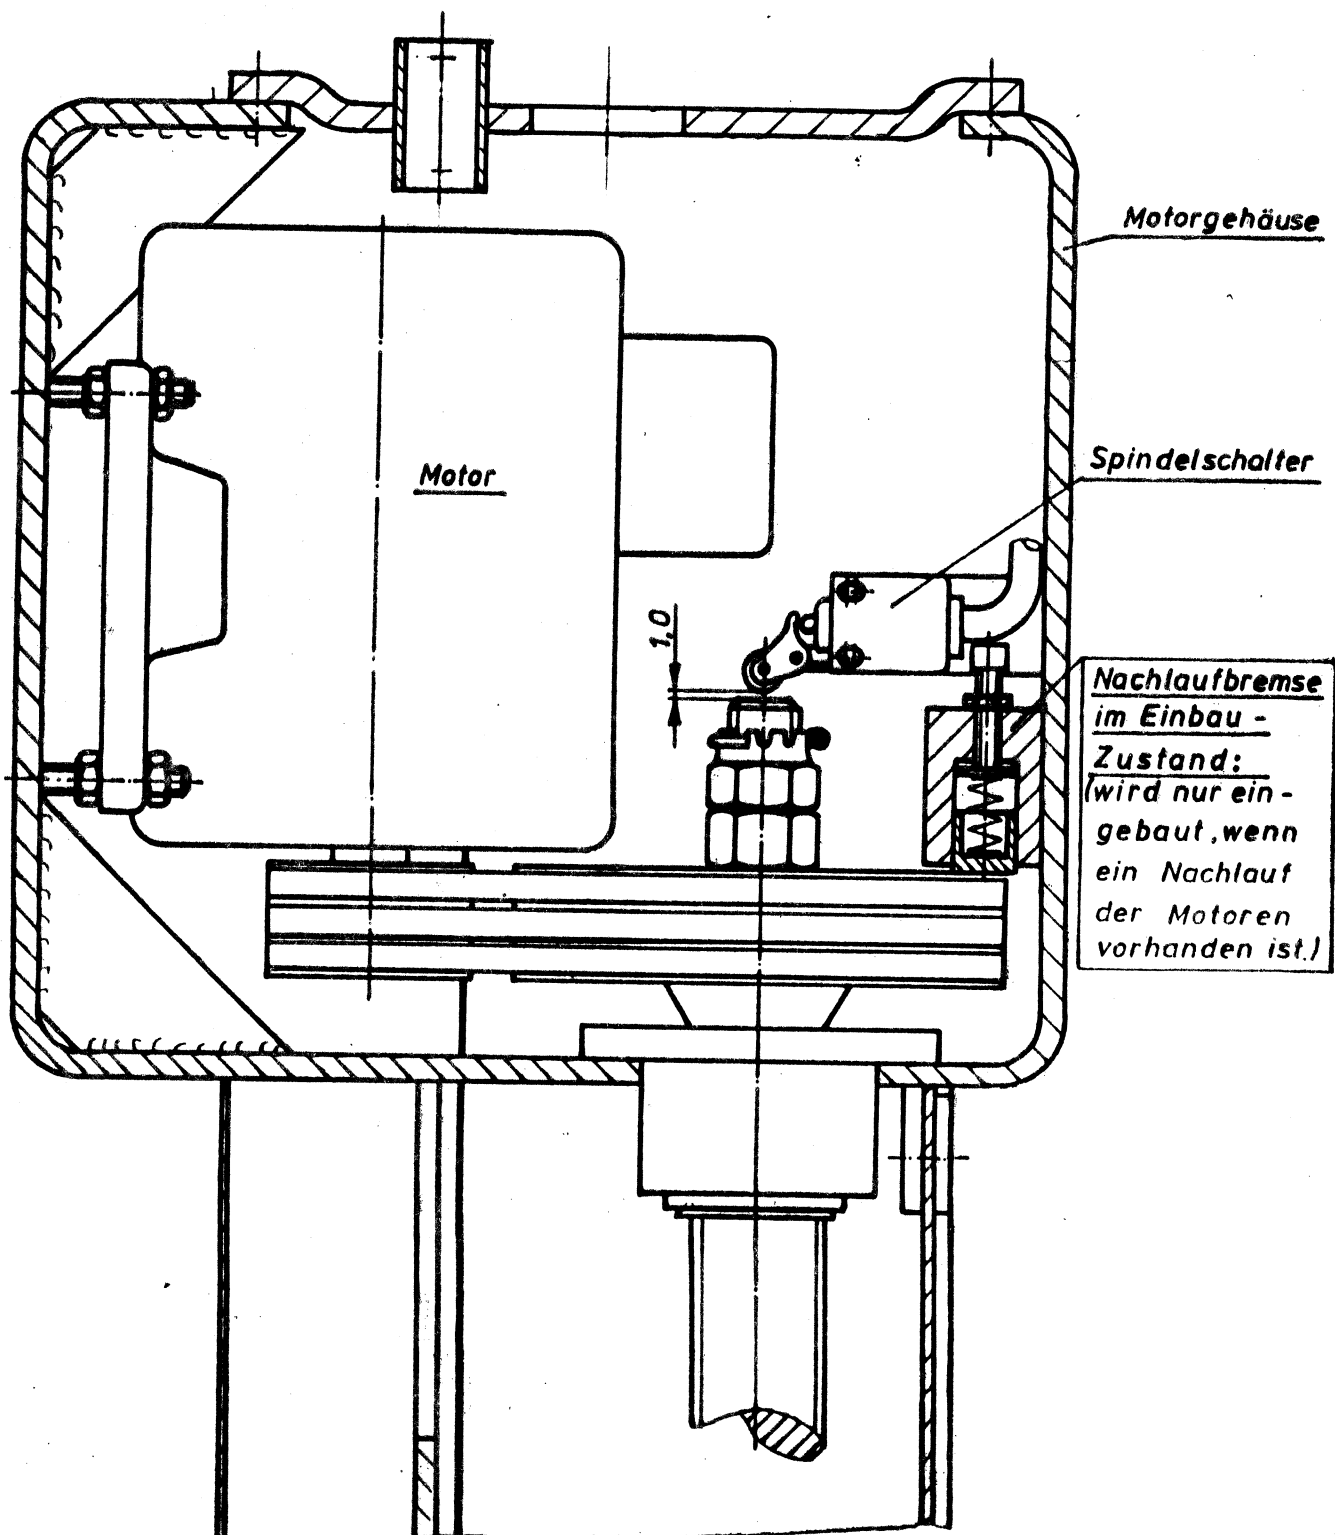 Motorgehäuse
Motor
Spindelschalter
1,0
Nachlaufbremse
im Einbau -
Zustand:
(wird nur ein -
gebaut, wenn
ein Nachlauf
der Motoren
vorhanden ist.)